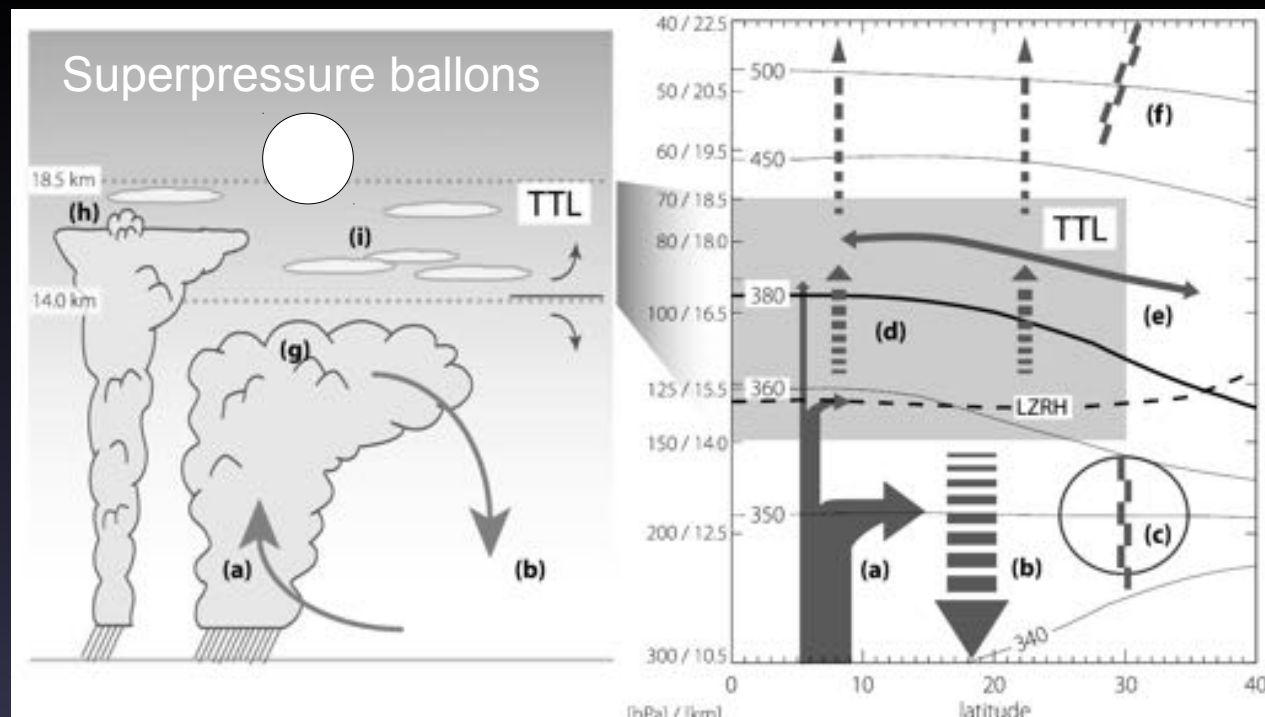 Superpressure ballons
18.5 km
(h)
TTL
(i)
14.0 km
(g)
(a)
(b)
40 / 22.5
50 / 20.5
60 / 19.5
70 / 18.5
80 / 18.0
100 / 16.5
125 / 15.5
150 / 14.0
200 / 12.5
300 / 10.5
500
450
380
360
350
340
(f)
TTL
(e)
(d)
LZRH
(c)
(a)
(b)
0 10 20 30 40
[hPa] / [km] latitude